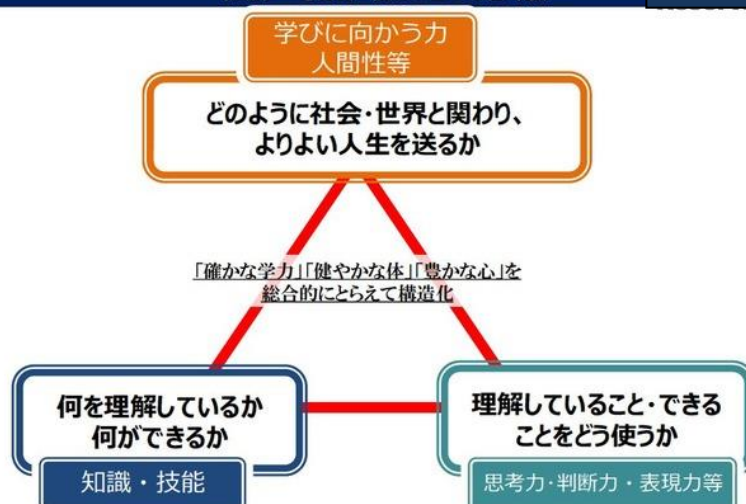 学びに向かう力
人間性等
どのように社会・世界と関わり、
よりよい人生を送るか
「確かな学力」「健やかな体」「豊かな心」を
総合的にとらえて構造化
何を理解しているか
何ができるか
知識・技能
理解していること・できる
ことをどう使うか
思考力・判断力・表現力等